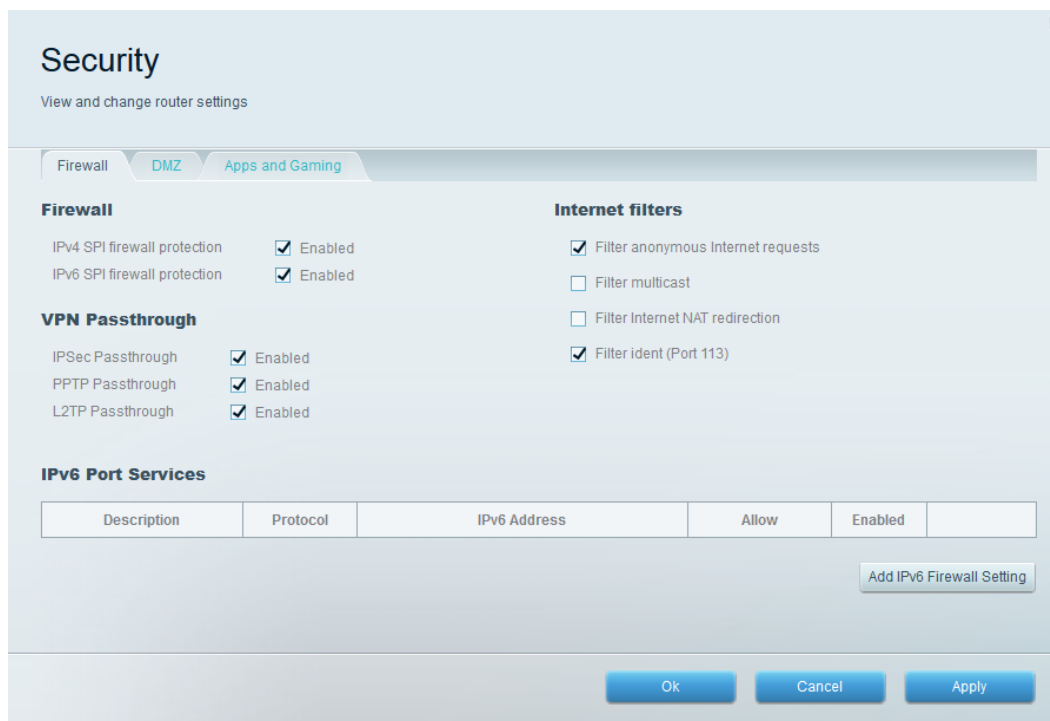 Security
View and change router settings
Firewall DMZ Apps and Gaming
Firewall
IPv4 SPI firewall protection Enabled
IPv6 SPI firewall protection Enabled
VPN Passthrough
IPSec Passthrough Enabled
PPTP Passthrough Enabled
L2TP Passthrough Enabled
Internet filters
Filter anonymous Internet requests
Filter multicast
Filter Internet NAT redirection
Filter ident (Port 113)
IPv6 Port Services
Description Protocol IPv6 Address Allow Enabled
Add IPv6 Firewall Setting
Ok Cancel Apply